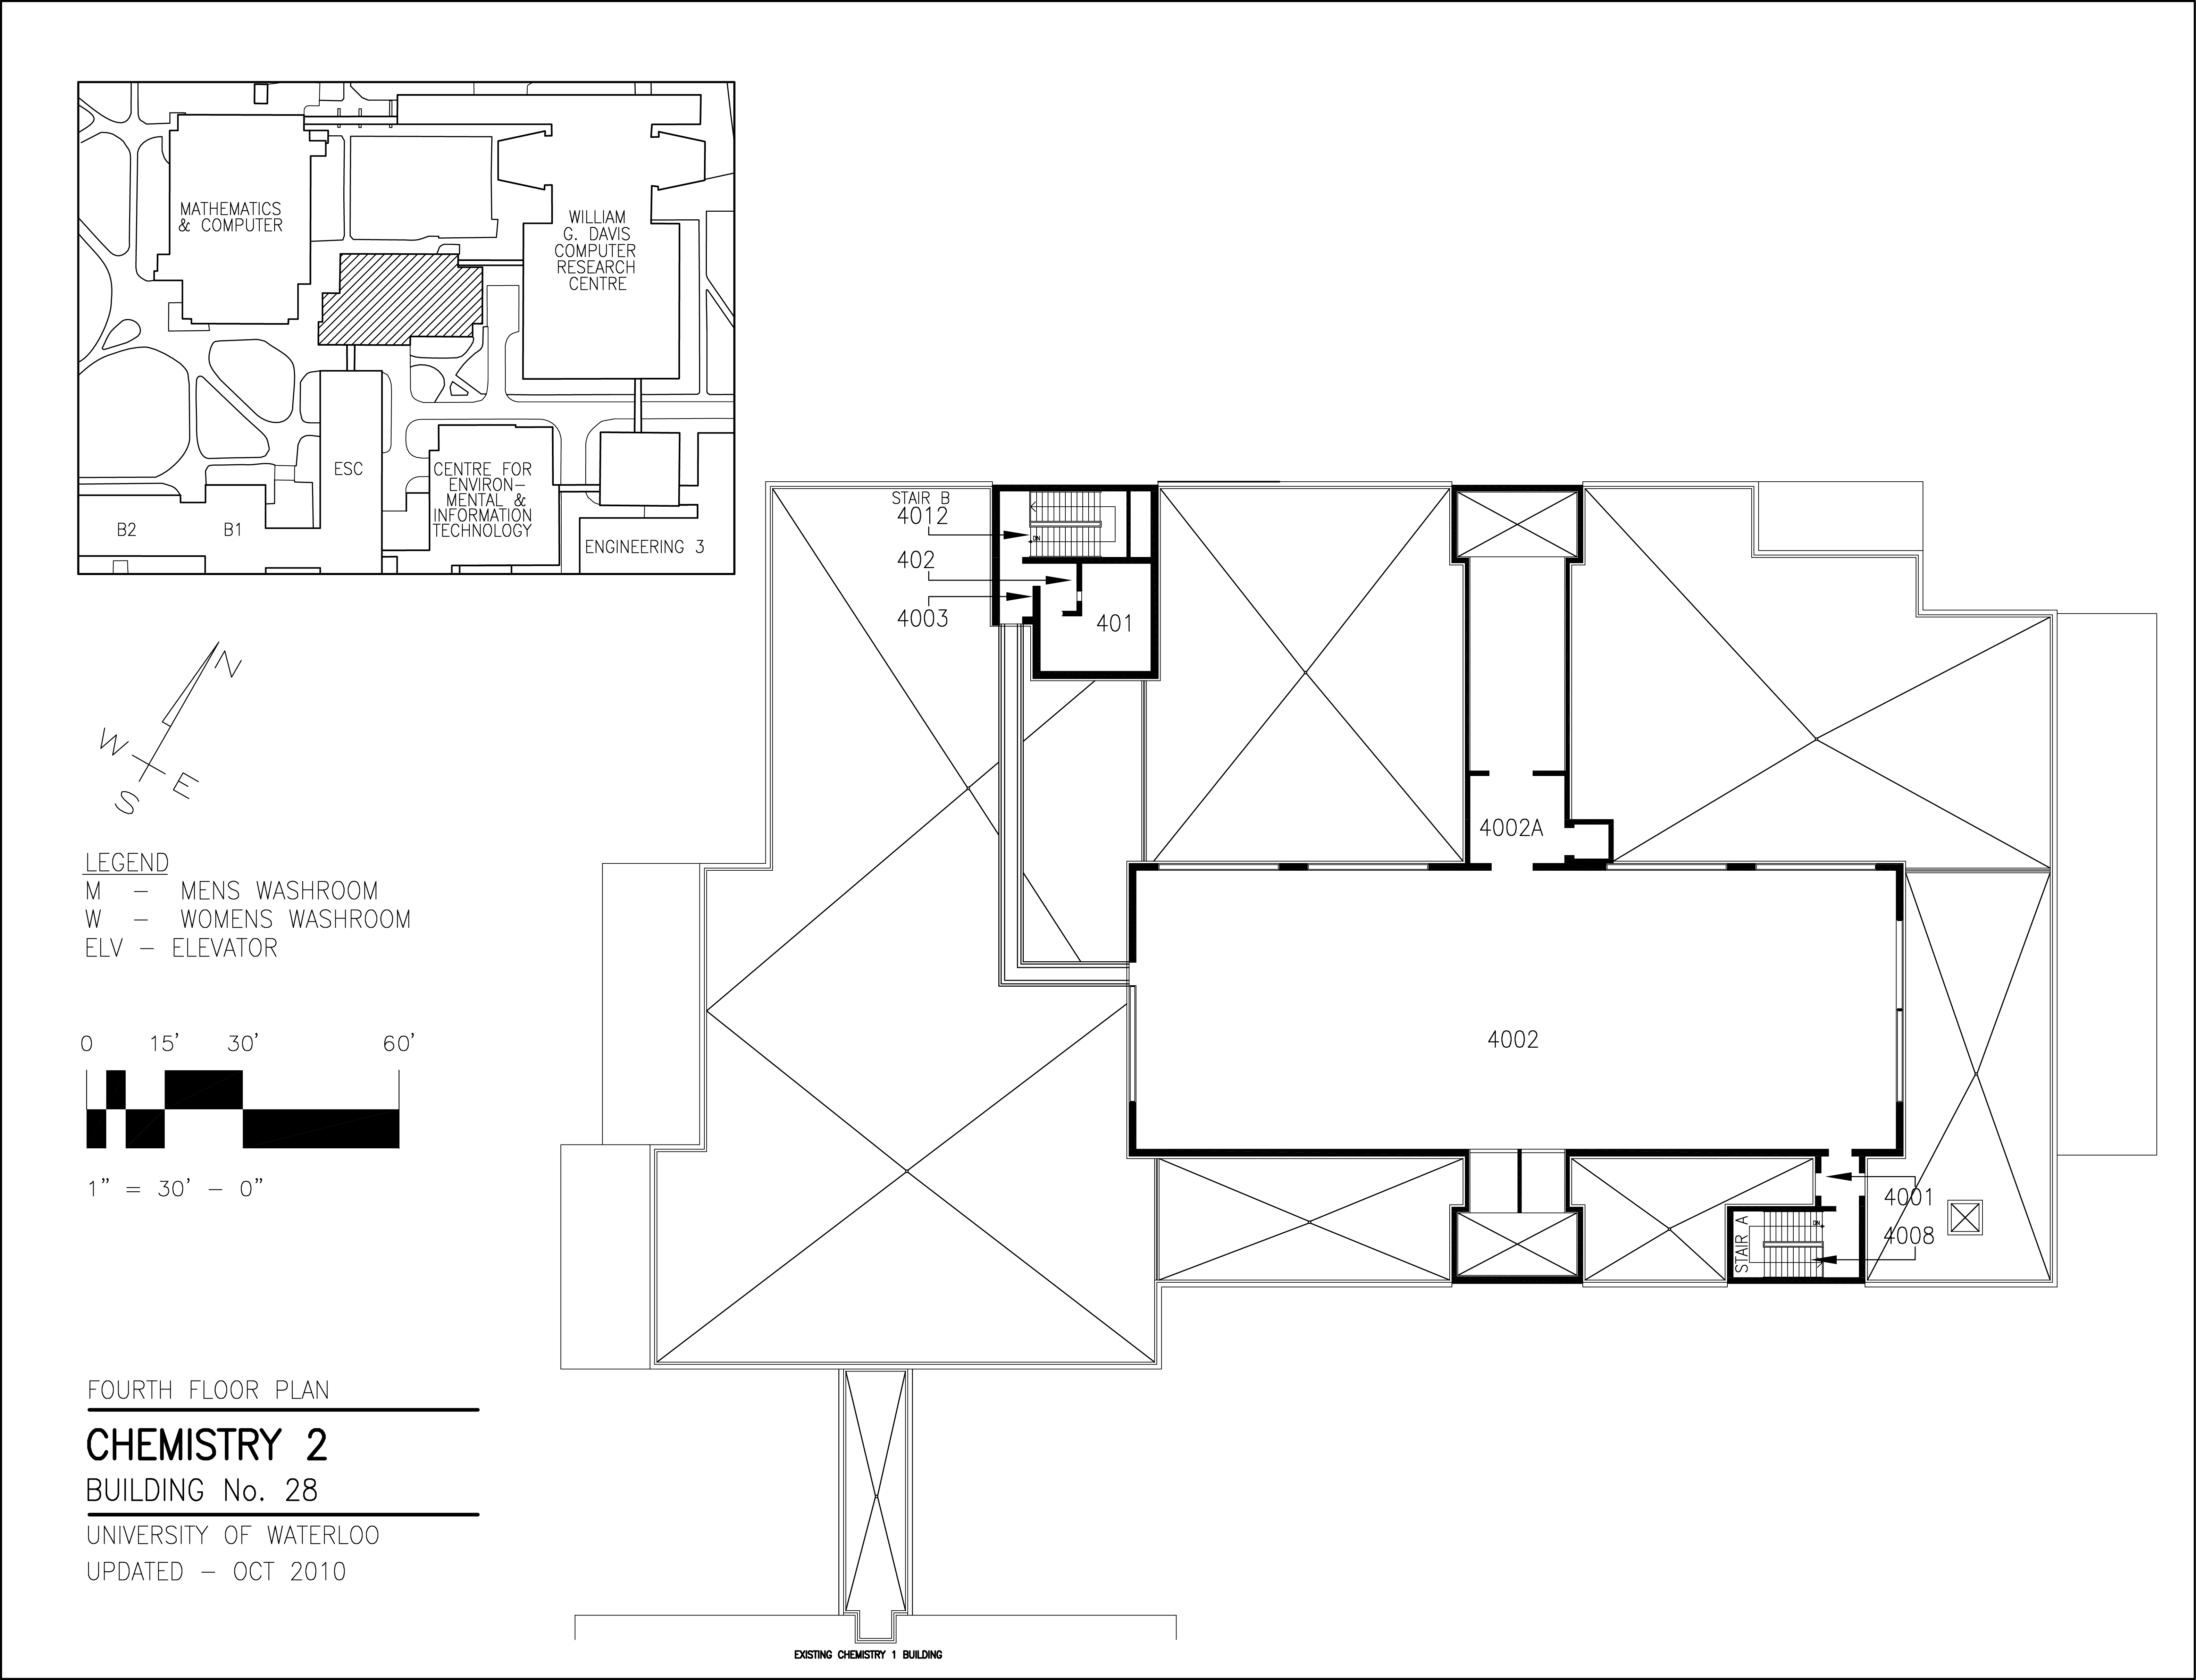 MATHEMATICS
& COMPUTER
WILLIAM
G. DAVIS
COMPUTER
RESEARCH
CENTRE
ESC
CENTRE FOR
ENVIRON-
MENTAL &
INFORMATION
TECHNOLOGY
B2
B1
ENGINEERING 3
N
W
E
S
LEGEND
M - MENS WASHROOM
W - WOMENS WASHROOM
ELV - ELEVATOR
0 15' 30' 60'
1" = 30' - 0"
FOURTH FLOOR PLAN
CHEMISTRY 2
BUILDING No. 28
UNIVERSITY OF WATERLOO
UPDATED - OCT 2010
STAIR B
4012
DN
402
4003
401
4002A
4002
4001
4008
STAIR A
DN
EXISTING CHEMISTRY 1 BUILDING